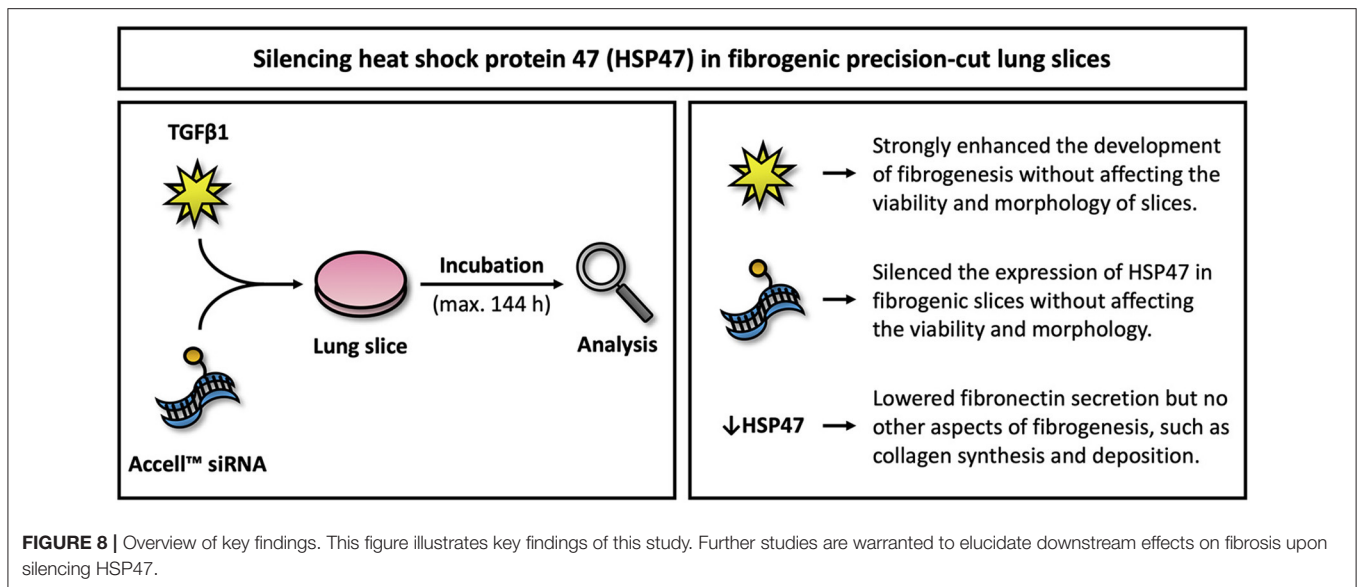 Silencing heat shock protein 47 (HSP47) in fibrogenic precision-cut lung slices
TGFβ1
Accell™ siRNA
Lung slice
Incubation
(max. 144 h)
Analysis
Strongly enhanced the development
of fibrogenesis without affecting the
viability and morphology of slices.
Silenced the expression of HSP47 in
fibrogenic slices without affecting
the viability and morphology.
↓HSP47
Lowered fibronectin secretion but no
other aspects of fibrogenesis, such as
collagen synthesis and deposition.
FIGURE 8 | Overview of key findings. This figure illustrates key findings of this study. Further studies are warranted to elucidate downstream effects on fibrosis upon
silencing HSP47.